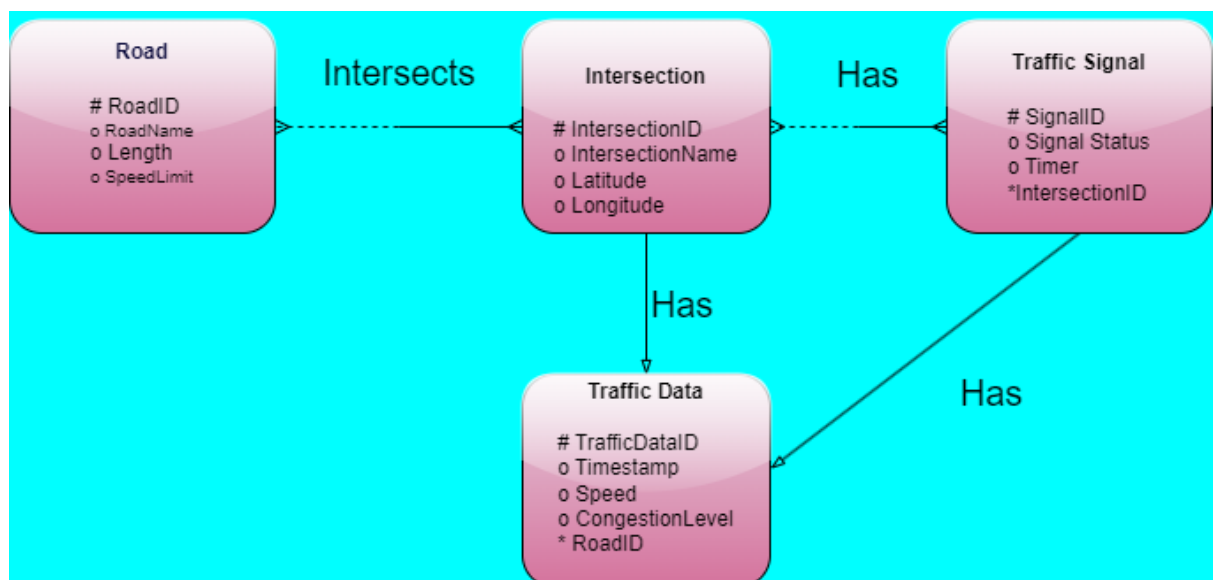 Road
# RoadID
o RoadName
o Length
o SpeedLimit
Intersects
Intersection
# IntersectionID
o IntersectionName
o Latitude
o Longitude
Has
Traffic Signal
# SignalID
o Signal Status
o Timer
*IntersectionID
Has
Has
Traffic Data
# TrafficDataID
o Timestamp
o Speed
o CongestionLevel
* RoadID